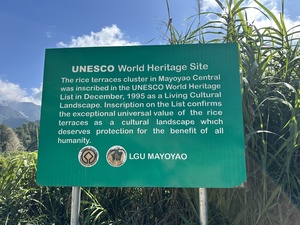 UNESCO World Heritage Site
The rice terraces cluster in Mayoyao Central
was inscribed in the UNESCO World Heritage
List in December, 1995 as a Living Cultural
Landscape. Inscription on the List confirms
the exceptional universal value of the rice
terraces as a cultural landscape which
deserves protection for the benefit of all
humanity.
LGU MAYOYAO